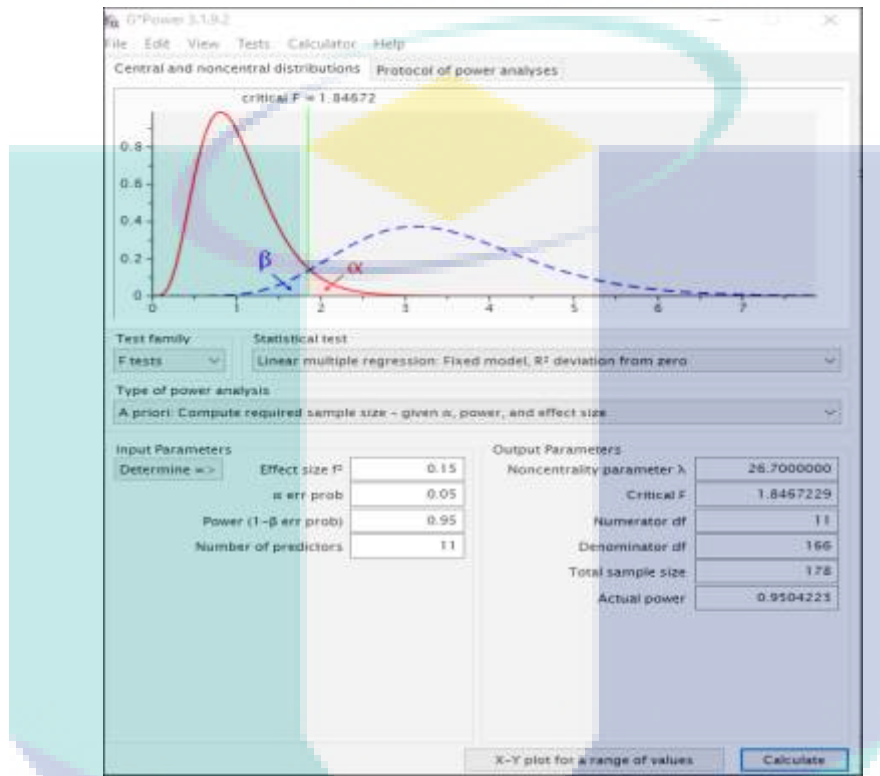 G*Power 3.1.9.2
File Edit View Tests Calculator Help
Central and noncentral distributions Protocol of power analyses
critical F = 1.84672
0.8
0.6
0.4
0.2
0
β α
0 1 2 3 4 5 6 7
Test family Statistical test
F tests Linear multiple regression: Fixed model, R² deviation from zero
Type of power analysis
A priori: Compute required sample size - given α, power, and effect size
Input Parameters Output Parameters
Determine => Effect size f² 0.15 Noncentrality parameter λ 26.7000000
α err prob 0.05 Critical F 1.8467229
Power (1-β err prob) 0.95 Numerator df 11
Number of predictors 11 Denominator df 166
Total sample size 178
Actual power 0.9504223
X-Y plot for a range of values Calculate